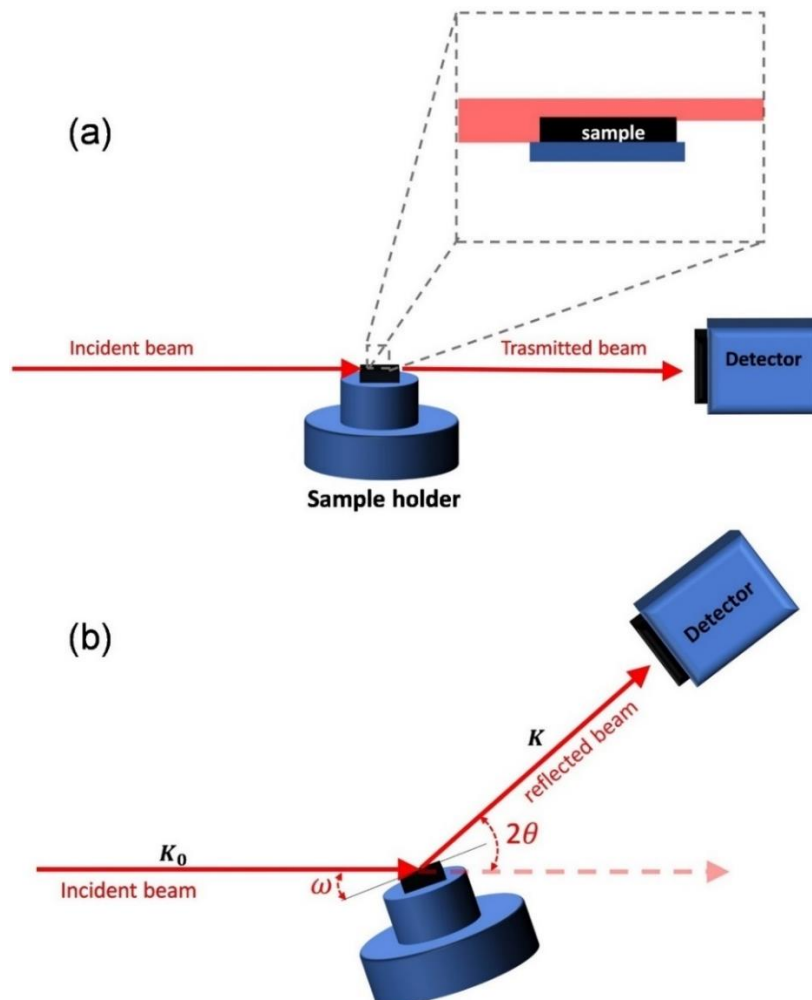 (a)
sample
Incident beam
Trasmitted beam
Detector
Sample holder
(b)
Detector
K
reflected beam
2θ
K₀
ω
Incident beam